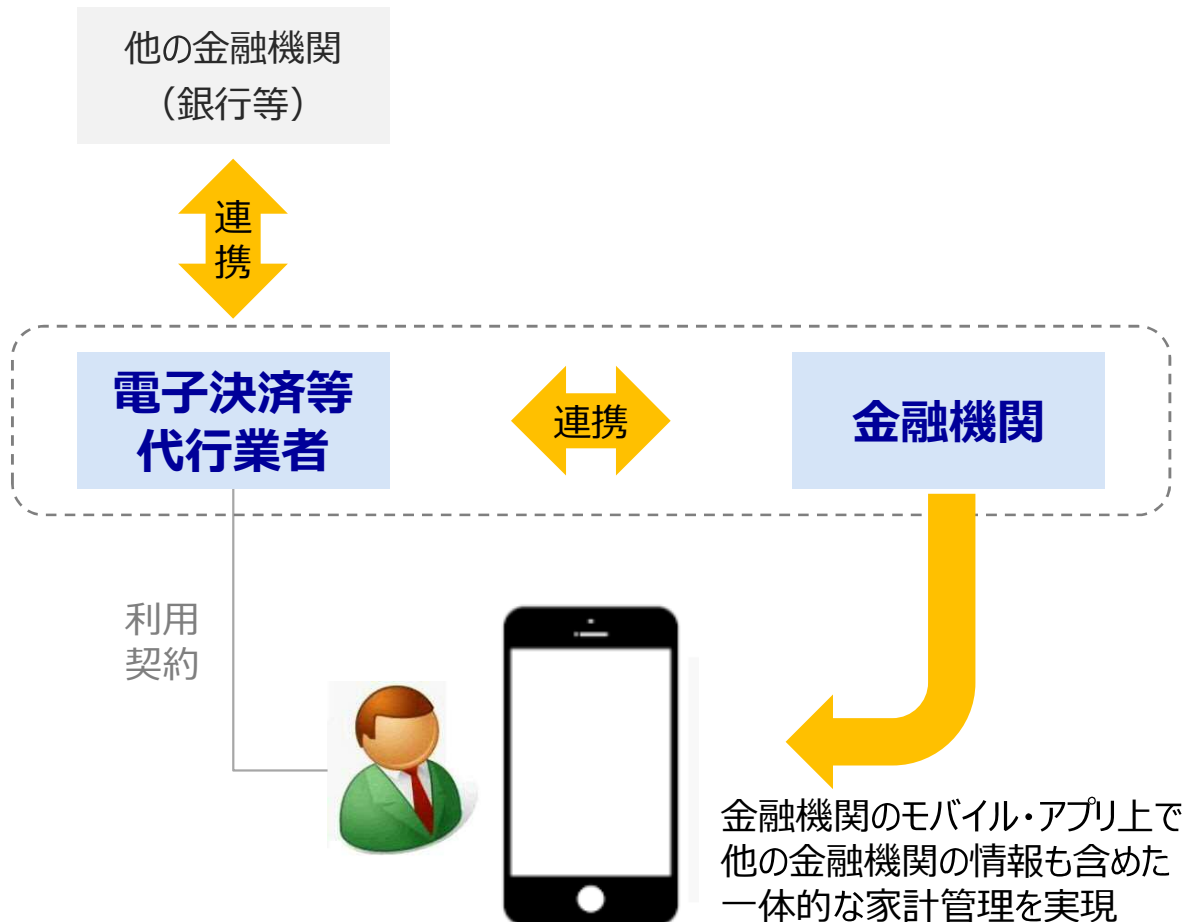 他の金融機関
（銀行等）
連
携
電子決済等
代行業者
連携
金融機関
利用
契約
金融機関のモバイル・アプリ上で
他の金融機関の情報も含めた
一体的な家計管理を実現